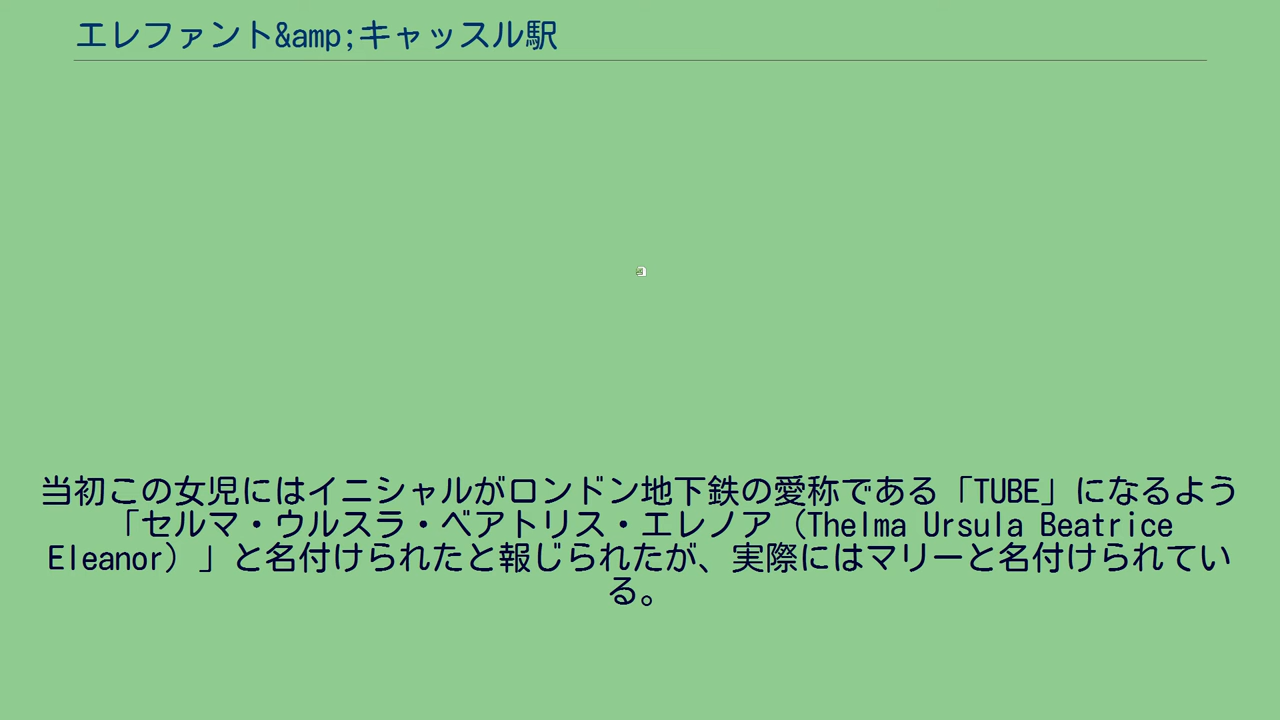 エレファント&amp;キャッスル駅
当初この女児にはイニシャルがロンドン地下鉄の愛称である「TUBE」になるよう
「セルマ・ウルスラ・ベアトリス・エレノア（Thelma Ursula Beatrice
Eleanor）」と名付けられたと報じられたが、実際にはマリーと名付けられてい
る。